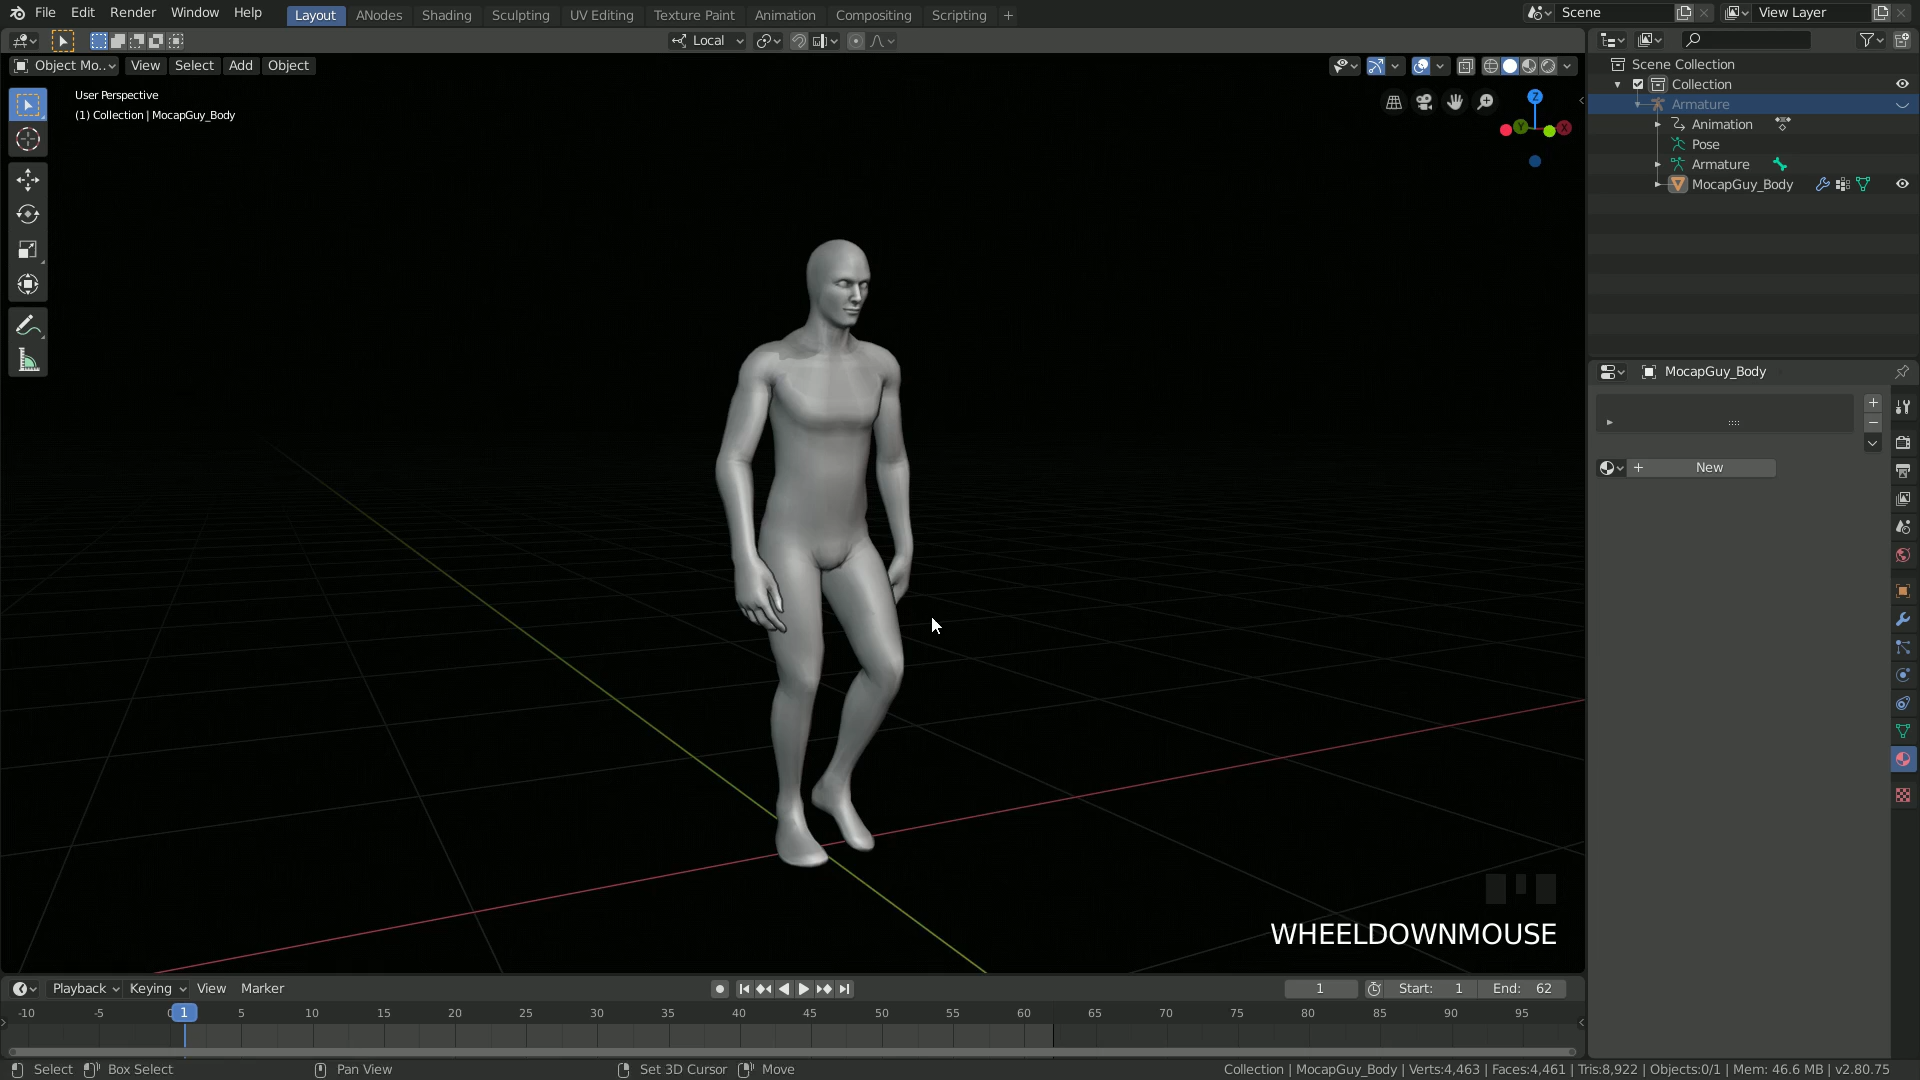 File Edit Render Window Help Layout ANodes Shading Sculpting UV Editing Texture Paint Animation Compositing Scripting + Scene View Layer
Local
Object Mo.. View Select Add Object
User Perspective
(1) Collection | MocapGuy_Body
Z
Y
X
Scene Collection
Collection
Armature
Animation
Pose
Armature
MocapGuy_Body
MocapGuy_Body
New
WHEELDOWNMOUSE
Playback Keying View Marker 1 Start: 1 End: 62
-10 -5 0 1 5 10 15 20 25 30 35 40 45 50 55 60 65 70 75 80 85 90 95
Select Box Select Pan View Set 3D Cursor Move Collection | MocapGuy_Body | Verts:4,463 | Faces:4,461 | Tris:8,922 | Objects:0/1 | Mem: 46.6 MB | v2.80.75